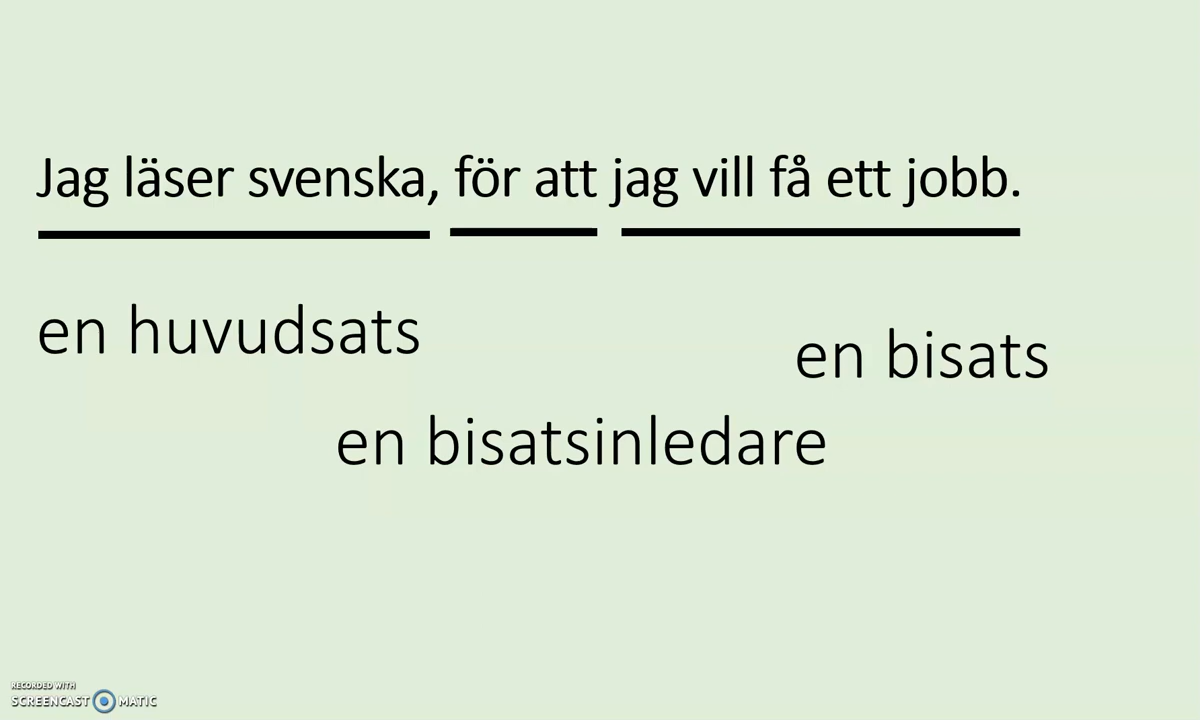 Jag läser svenska, för att jag vill få ett jobb.
en huvudsats
en bisats
en bisatsinledare
RECORDED WITH
SCREENCAST MATIC